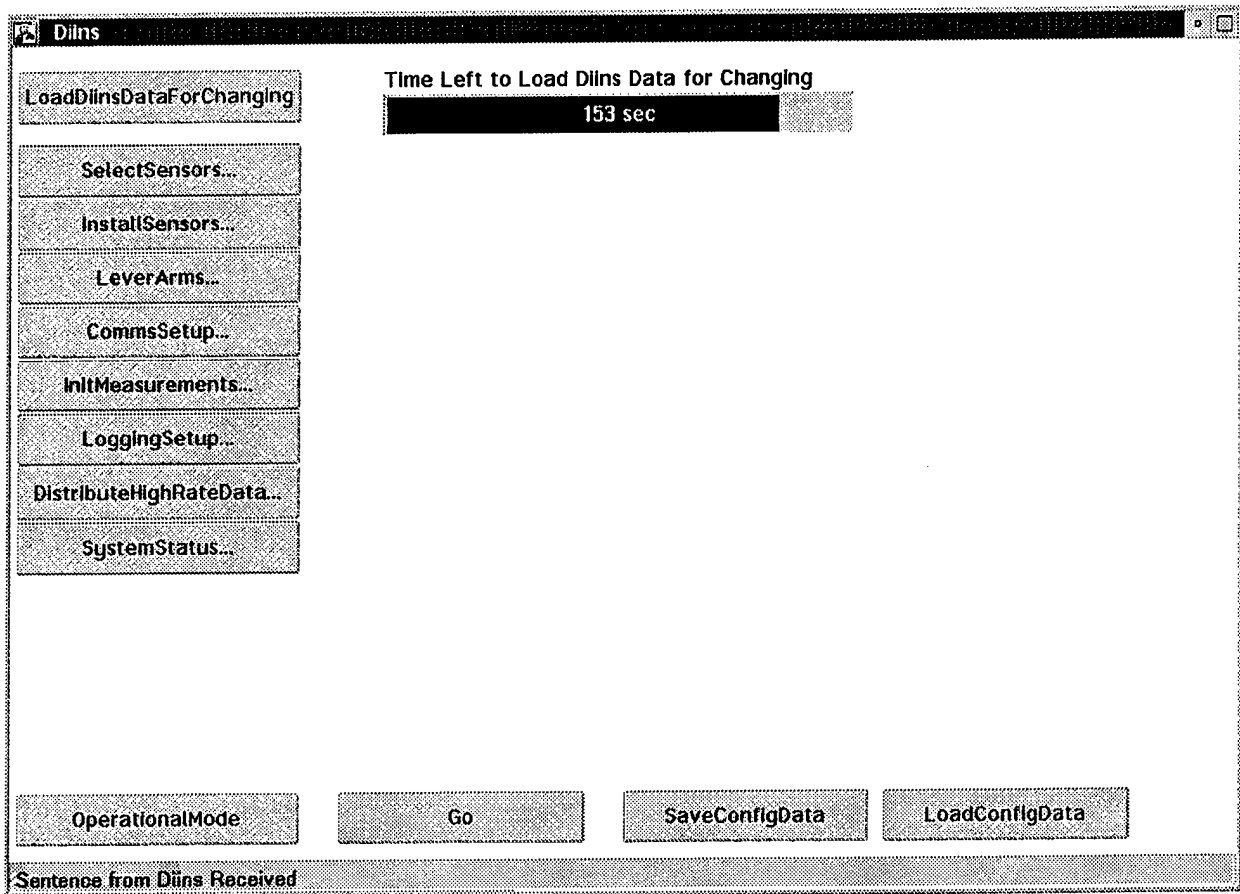 Diins
LoadDiinsDataForChanging
Time Left to Load Diins Data for Changing
153 sec
SelectSensors...
InstallSensors...
LeverArms...
CommsSetup...
InitMeasurements...
LoggingSetup...
DistributeHighRateData...
SystemStatus...
OperationalMode
Go
SaveConfigData
LoadConfigData
Sentence from Diins Received